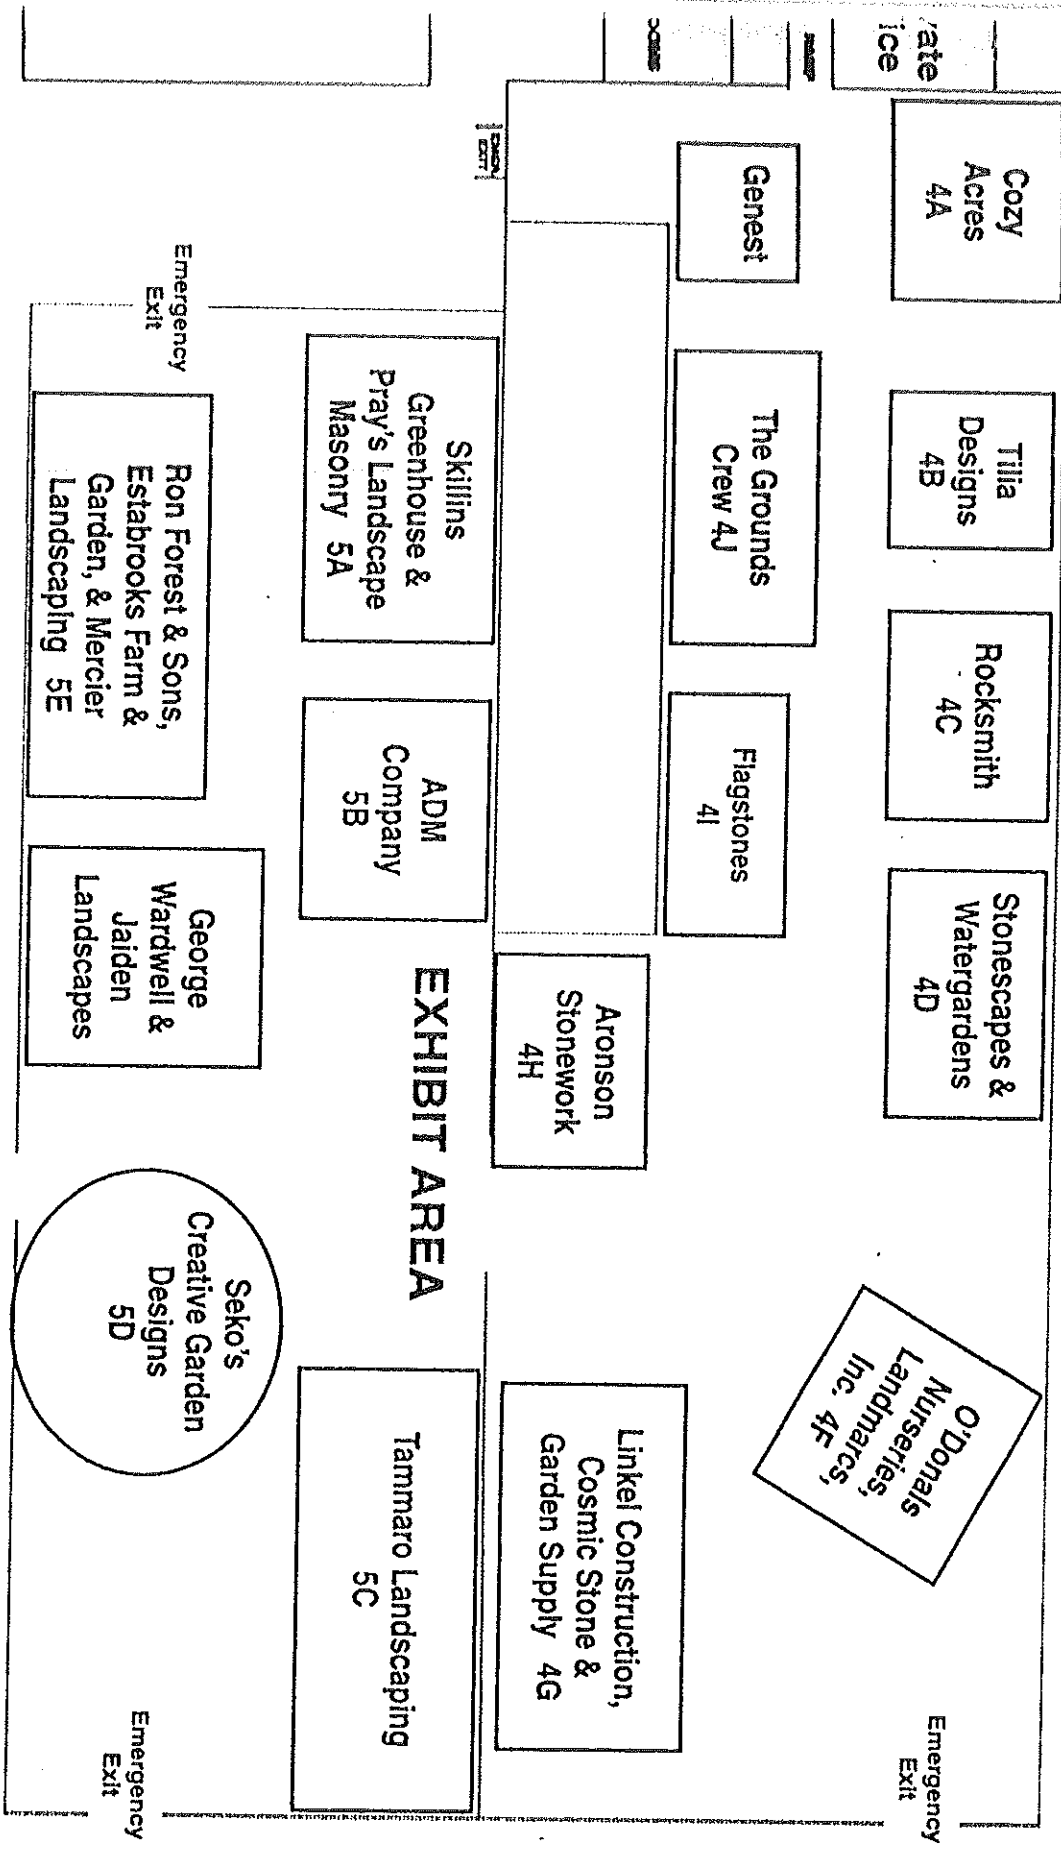 /ate
ice
Cozy
Acres
4A
Tilia
Designs
4B
Rocksmith
4C
Stonescapes &
Watergardens
4D
O'Donals
Nurseries,
Landmarcs,
Inc. 4F
Genest
The Grounds
Crew 4J
Flagstones
4I
Aronson
Stonework
4H
Linkel Construction,
Cosmic Stone &
Garden Supply 4G
Emergency
Exit
EXIT
EXHIBIT AREA
Skillins
Greenhouse &
Pray's Landscape
Masonry 5A
ADM
Company
5B
Tammaro Landscaping
5C
Emergency
Exit
Ron Forest & Sons,
Estabrooks Farm &
Garden, & Mercier
Landscaping 5E
George
Wardwell &
Jaiden
Landscapes
Seko's
Creative Garden
Designs
5D
Emergency
Exit